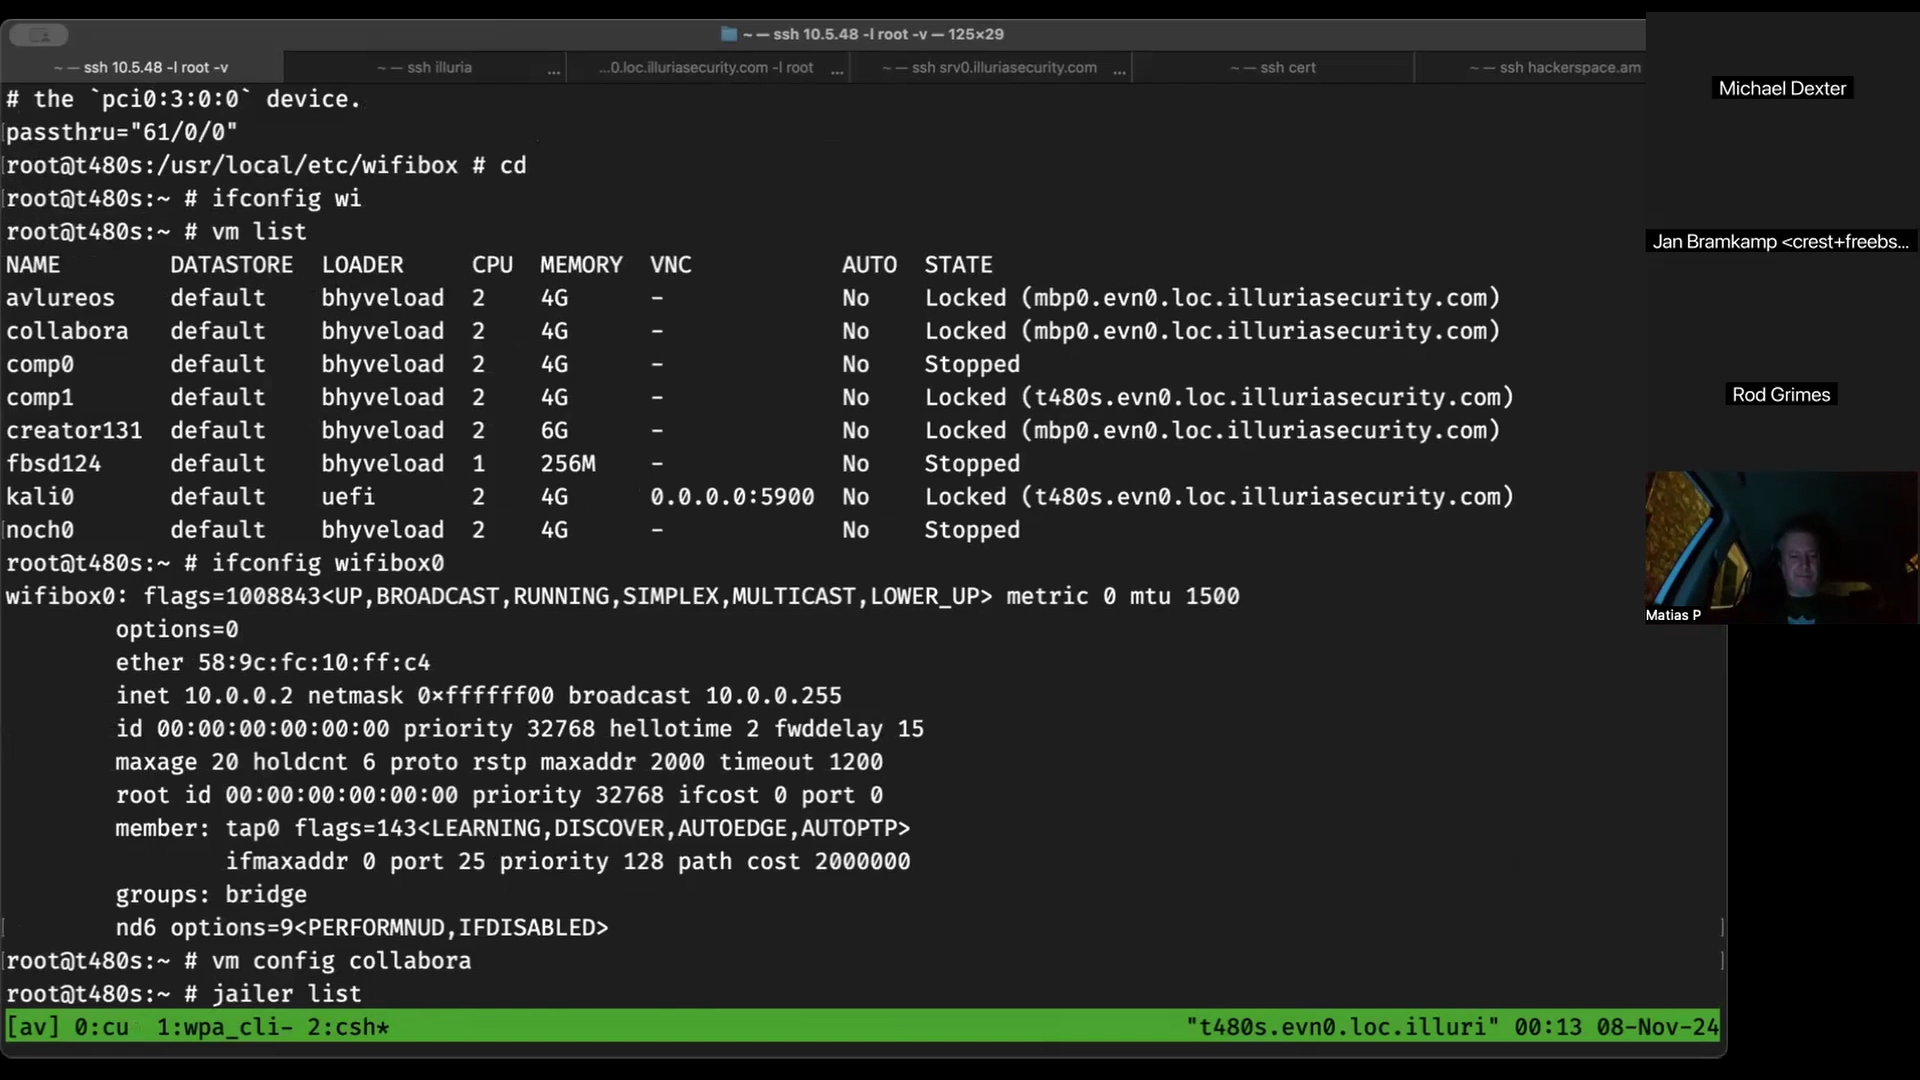 ~ — ssh 10.5.48 -l root -v — 125×29
~ — ssh 10.5.48 -l root -v
~ — ssh illuria ...
...0.loc.illuriasecurity.com -l root ...
~ — ssh srv0.illuriasecurity.com ...
~ — ssh cert
~ — ssh hackerspace.am
# the `pci0:3:0:0` device.
passthru="61/0/0"
root@t480s:/usr/local/etc/wifibox # cd
root@t480s:~ # ifconfig wi
root@t480s:~ # vm list
NAME DATASTORE LOADER CPU MEMORY VNC AUTO STATE
avlureos default bhyveload 2 4G - No Locked (mbp0.evn0.loc.illuriasecurity.com)
collabora default bhyveload 2 4G - No Locked (mbp0.evn0.loc.illuriasecurity.com)
comp0 default bhyveload 2 4G - No Stopped
comp1 default bhyveload 2 4G - No Locked (t480s.evn0.loc.illuriasecurity.com)
creator131 default bhyveload 2 6G - No Locked (mbp0.evn0.loc.illuriasecurity.com)
fbsd124 default bhyveload 1 256M - No Stopped
kali0 default uefi 2 4G 0.0.0.0:5900 No Locked (t480s.evn0.loc.illuriasecurity.com)
noch0 default bhyveload 2 4G - No Stopped
root@t480s:~ # ifconfig wifibox0
wifibox0: flags=1008843<UP,BROADCAST,RUNNING,SIMPLEX,MULTICAST,LOWER_UP> metric 0 mtu 1500
options=0
ether 58:9c:fc:10:ff:c4
inet 10.0.0.2 netmask 0xffffff00 broadcast 10.0.0.255
id 00:00:00:00:00:00 priority 32768 hellotime 2 fwddelay 15
maxage 20 holdcnt 6 proto rstp maxaddr 2000 timeout 1200
root id 00:00:00:00:00:00 priority 32768 ifcost 0 port 0
member: tap0 flags=143<LEARNING,DISCOVER,AUTOEDGE,AUTOPTP>
ifmaxaddr 0 port 25 priority 128 path cost 2000000
groups: bridge
nd6 options=9<PERFORMNUD,IFDISABLED>
root@t480s:~ # vm config collabora
root@t480s:~ # jailer list
[av] 0:cu 1:wpa_cli- 2:csh* "t480s.evn0.loc.illuri" 00:13 08-Nov-24
Michael Dexter
Jan Bramkamp <crest+freebs...
Rod Grimes
Matias P